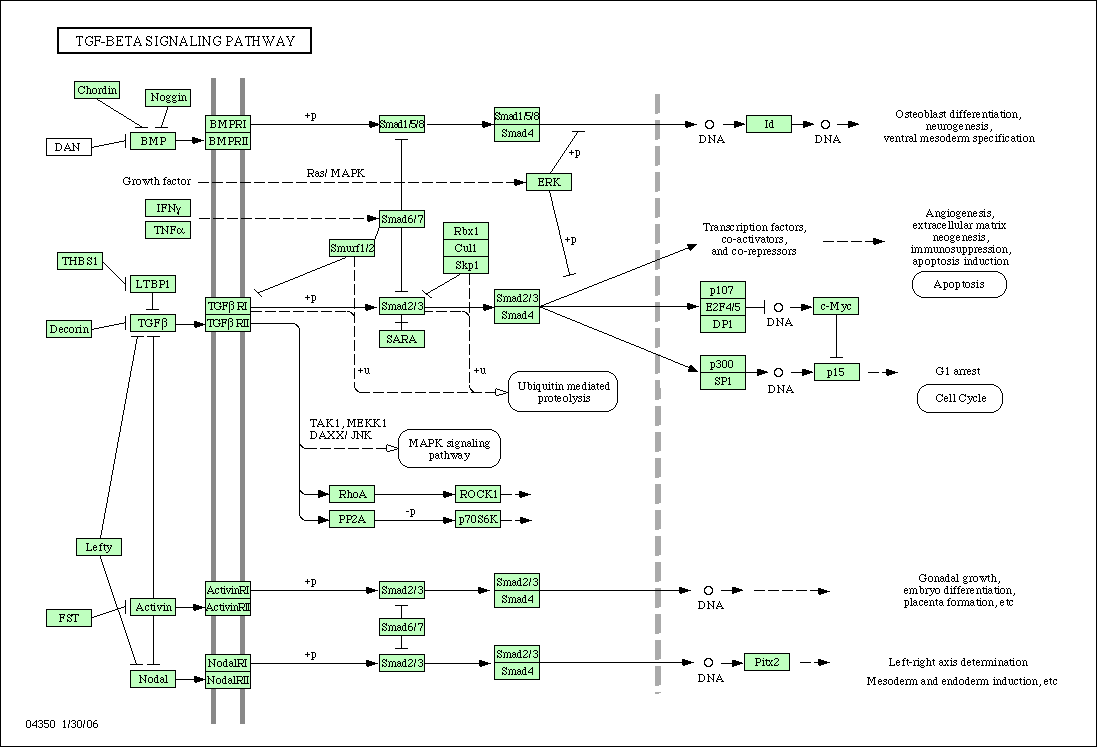 TGF-BETA SIGNALING PATHWAY
Chordin
Noggin
DAN
BMP
BMPRI
BMPRII
+p
Smad1/5/8
Smad1/5/8
Smad4
DNA
Id
DNA
Osteoblast differentiation,
neurogenesis,
ventral mesoderm specification
Growth factor
Ras/ MAPK
ERK
+p
+p
IFNγ
TNFα
Smad6/7
Smurf1/2
Rbx1
Cul1
Skp1
Transcription factors,
co-activators,
and co-repressors
Angiogenesis,
extracellular matrix
neogenesis,
immunosuppression,
apoptosis induction
Apoptosis
THBS1
LTBP1
Decorin
TGFβ
TGFβ RI
TGFβ RII
+p
Smad2/3
SARA
Smad2/3
Smad4
p107
E2F4/5
DP1
DNA
c-Myc
p300
SP1
DNA
p15
G1 arrest
Cell Cycle
+u
+u
Ubiquitin mediated
proteolysis
TAK1, MEKK1
DAXX/ JNK
MAPK signaling
pathway
RhoA
ROCK1
PP2A
-p
p70S6K
Lefty
FST
Activin
ActivinRI
ActivinRII
+p
Smad2/3
Smad2/3
Smad4
DNA
Gonadal growth,
embryo differentiation,
placenta formation, etc
Smad6/7
Nodal
NodalRI
NodalRII
+p
Smad2/3
Smad2/3
Smad4
DNA
Pitx2
Left-right axis determination
Mesoderm and endoderm induction, etc
04350 1/30/06